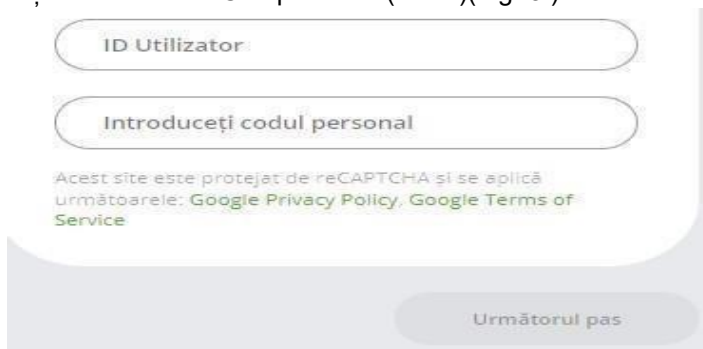 ID Utilizator
Introduceți codul personal
Acest site este protejat de reCAPTCHA și se aplică
următoarele: Google Privacy Policy, Google Terms of
Service
Următorul pas